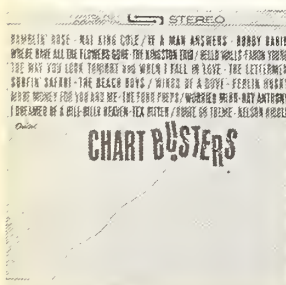 STEREO
RAMBLIN' ROSE - NAT KING COLE / IF A MAN ANSWERS - BOBBY DARIN
WHERE HAVE ALL THE FLOWERS GONE - THE KINGSTON TRIO / HELLO WALLS - FARON YOUNG
THE WAY YOU LOOK TONIGHT and WHEN I FALL IN LOVE - THE LETTERMEN
SURFIN' SAFARI - THE BEACH BOYS / WINGS OF A DOVE - FERLIN HUSKY
MORE MONEY FOR YOU AND ME - THE FOUR PREPS / WORRIED MIND - RAY ANTHONY
I DREAMED OF A HILL-BILLY HEAVEN - TEX RITTER / ROUTE 66 THEME - NELSON RIDDLE
CHART BUSTERS